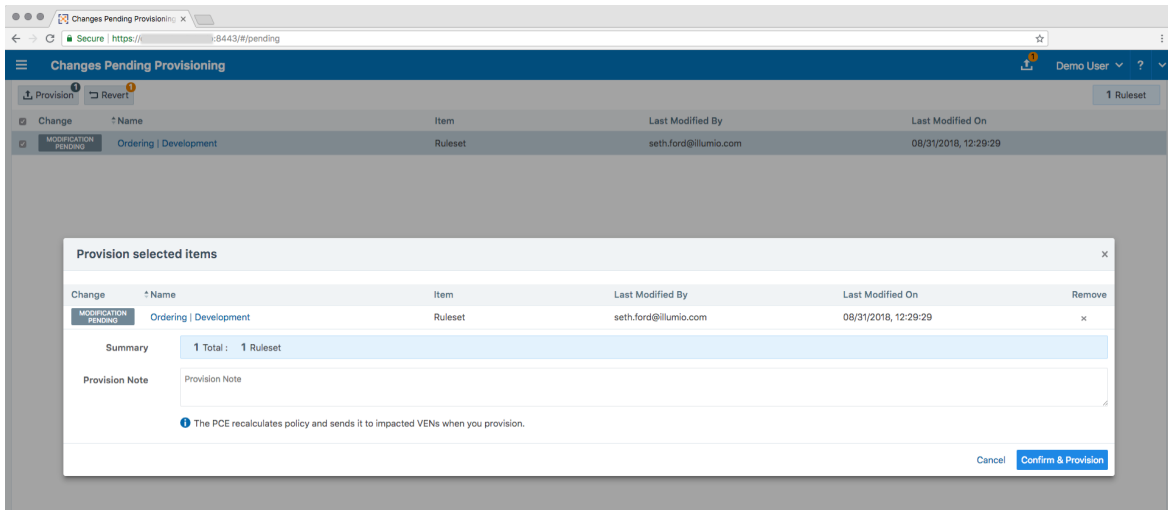 Changes Pending Provisioning ×
Secure | https:// :8443/#/pending
Changes Pending Provisioning 1 Demo User ?
Provision 1 Revert 1 1 Ruleset
Change Name Item Last Modified By Last Modified On
MODIFICATION PENDING Ordering | Development Ruleset seth.ford@illumio.com 08/31/2018, 12:29:29
Provision selected items ×
Change Name Item Last Modified By Last Modified On Remove
MODIFICATION PENDING Ordering | Development Ruleset seth.ford@illumio.com 08/31/2018, 12:29:29 ×
Summary 1 Total : 1 Ruleset
Provision Note Provision Note
The PCE recalculates policy and sends it to impacted VENs when you provision.
Cancel Confirm & Provision